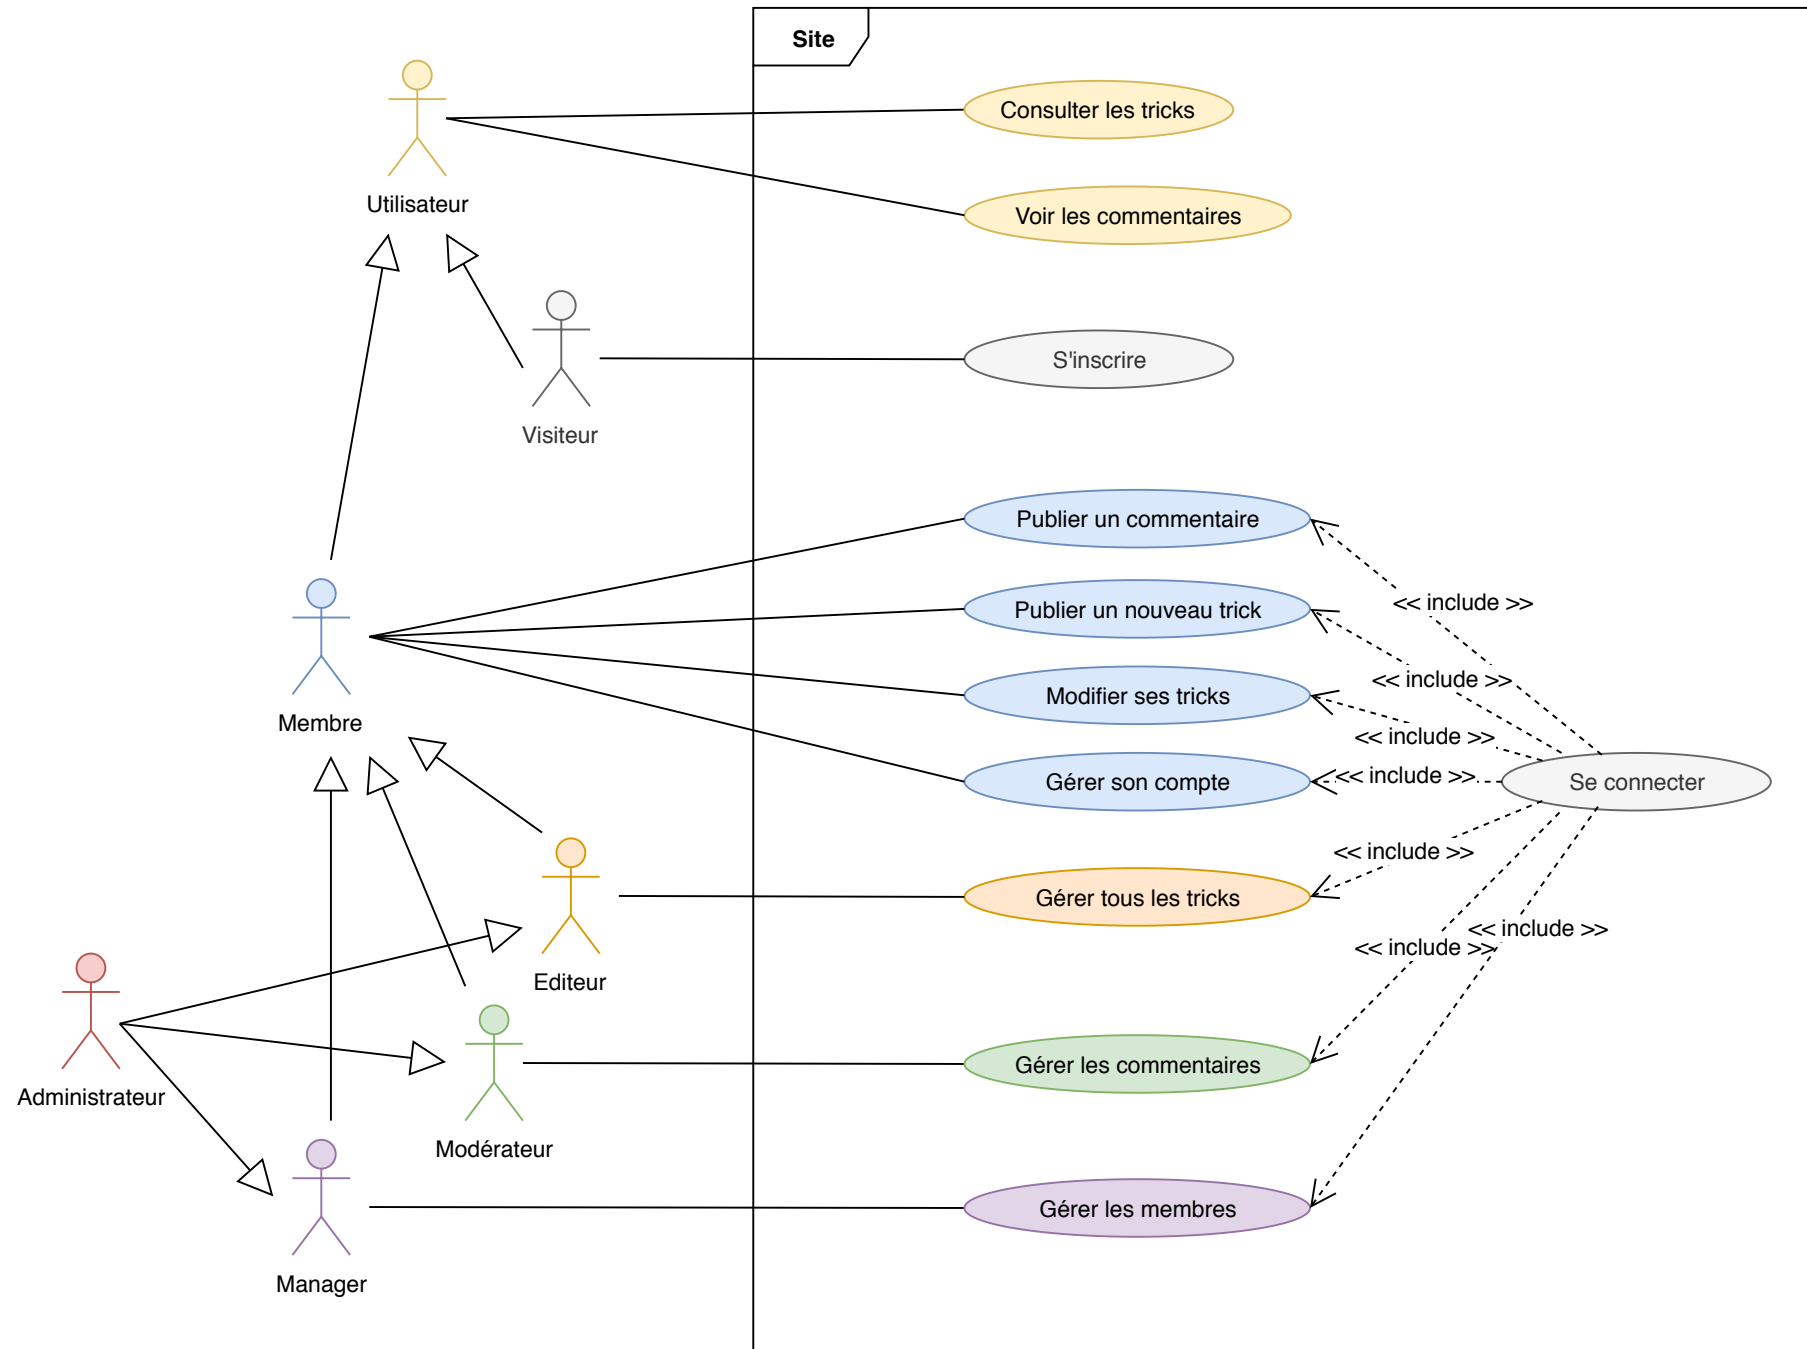 Site
Consulter les tricks
Utilisateur
Voir les commentaires
S'inscrire
Visiteur
Publier un commentaire
<< include >>
Publier un nouveau trick
<< include >>
Modifier ses tricks
Membre
<< include >>
<< include >>
Gérer son compte
Se connecter
<< include >>
Gérer tous les tricks
<< include >>
<< include >>
Editeur
Gérer les commentaires
Administrateur
Modérateur
Gérer les membres
Manager